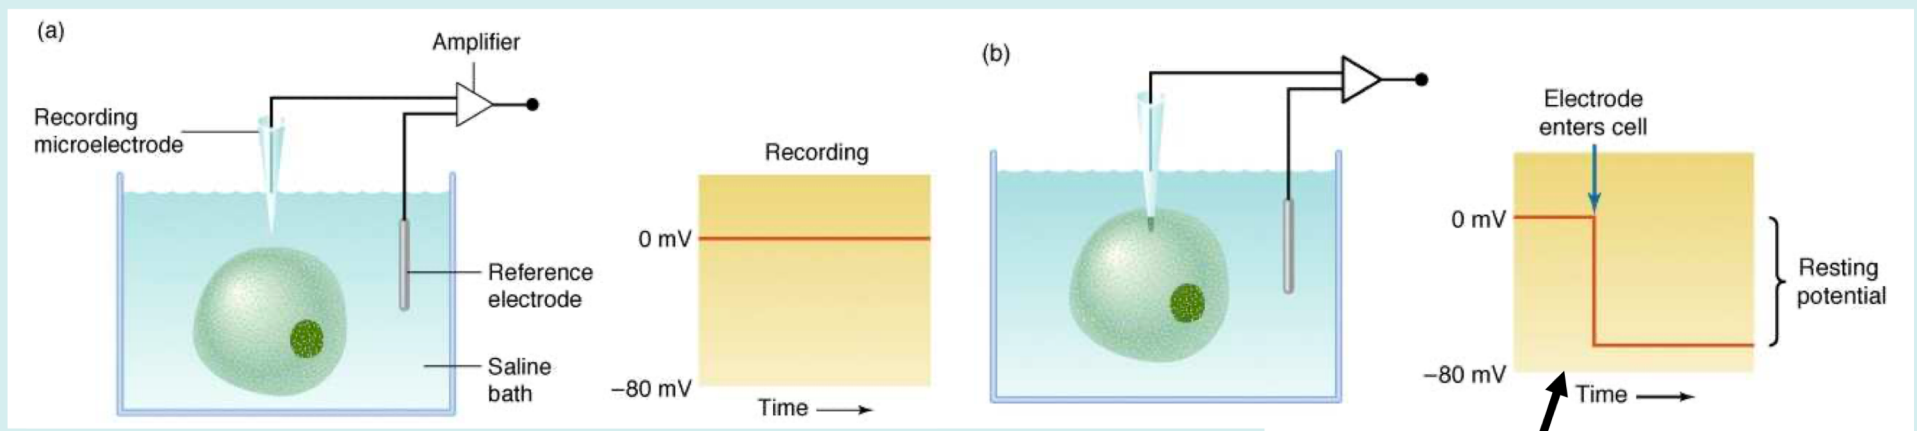 (a)
Amplifier
Recording
microelectrode
Reference
electrode
Saline
bath
Recording
0 mV
−80 mV
Time
(b)
Electrode
enters cell
0 mV
Resting
potential
−80 mV
Time